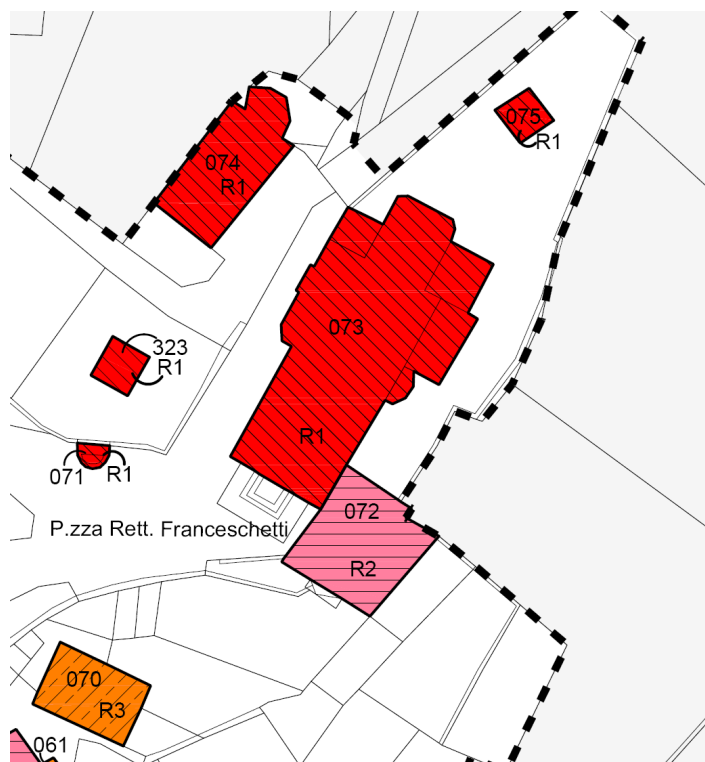 075
R1
074
R1
073
323
R1
R1
071
R1
072
P.zza Rett. Franceschetti
R2
070
R3
061